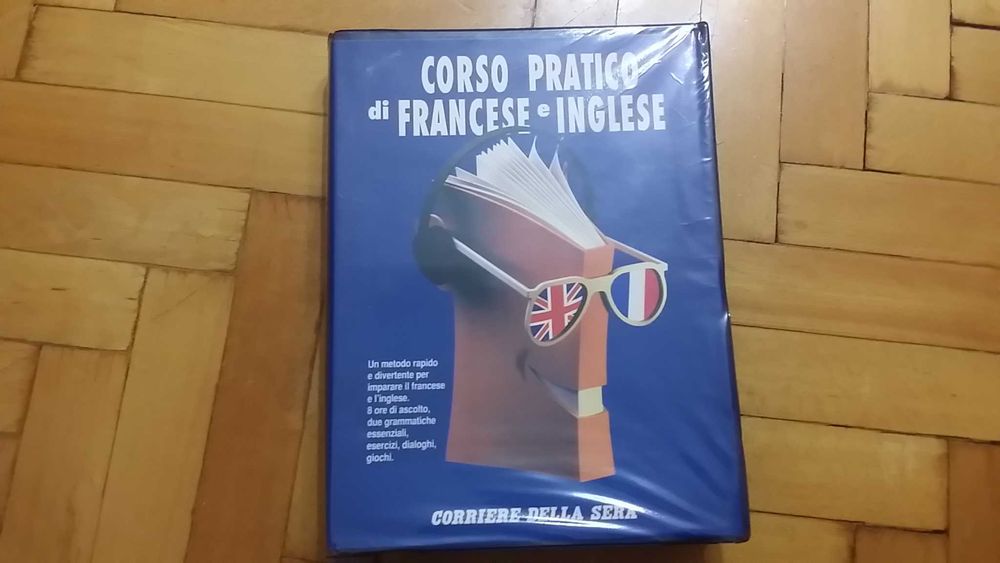 CORSO PRATICO
di FRANCESE e INGLESE
Un metodo rapido
e divertente per
imparare il francese
e l'inglese.
8 ore di ascolto,
due grammatiche
essenziali,
esercizi, dialoghi,
giochi.
CORRIERE DELLA SERA